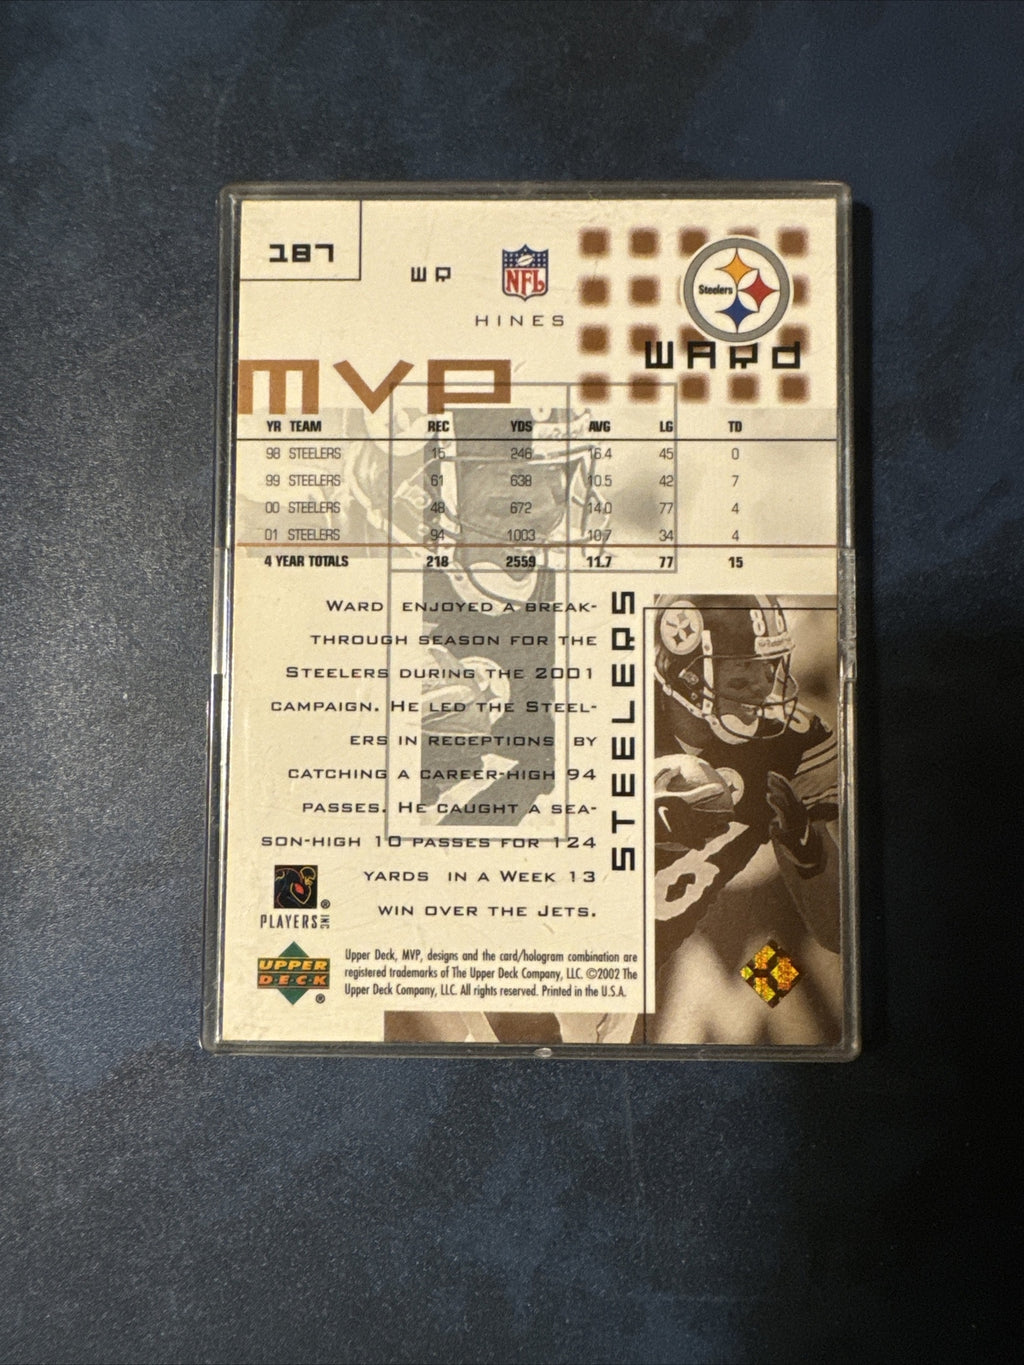 187
WR
NFL
Steelers
HINES
WARd
mvp
YR TEAM REC YDS AVG LG TD
98 STEELERS 15 246 16.4 45 0
99 STEELERS 61 638 10.5 42 7
00 STEELERS 48 672 14.0 77 4
01 STEELERS 94 1003 10.7 34 4
4 YEAR TOTALS 218 2559 11.7 77 15
WARD ENJOYED A BREAK-
THROUGH SEASON FOR THE
STEELERS DURING THE 2001
CAMPAIGN. HE LED THE STEEL-
ERS IN RECEPTIONS BY
CATCHING A CAREER-HIGH 94
PASSES. HE CAUGHT A SEA-
SON-HIGH 10 PASSES FOR 124
YARDS IN A WEEK 13
WIN OVER THE JETS.
STEELERS
86
PLAYERS INC ®
UPPER DECK ®
Upper Deck, MVP, designs and the card/hologram combination are
registered trademarks of The Upper Deck Company, LLC. ©2002 The
Upper Deck Company, LLC. All rights reserved. Printed in the U.S.A.